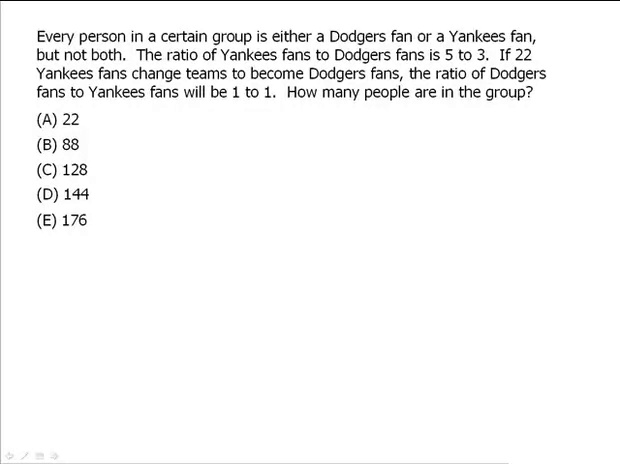 Every person in a certain group is either a Dodgers fan or a Yankees fan,
but not both.  The ratio of Yankees fans to Dodgers fans is 5 to 3.  If 22
Yankees fans change teams to become Dodgers fans, the ratio of Dodgers
fans to Yankees fans will be 1 to 1.  How many people are in the group?
(A) 22
(B) 88
(C) 128
(D) 144
(E) 176